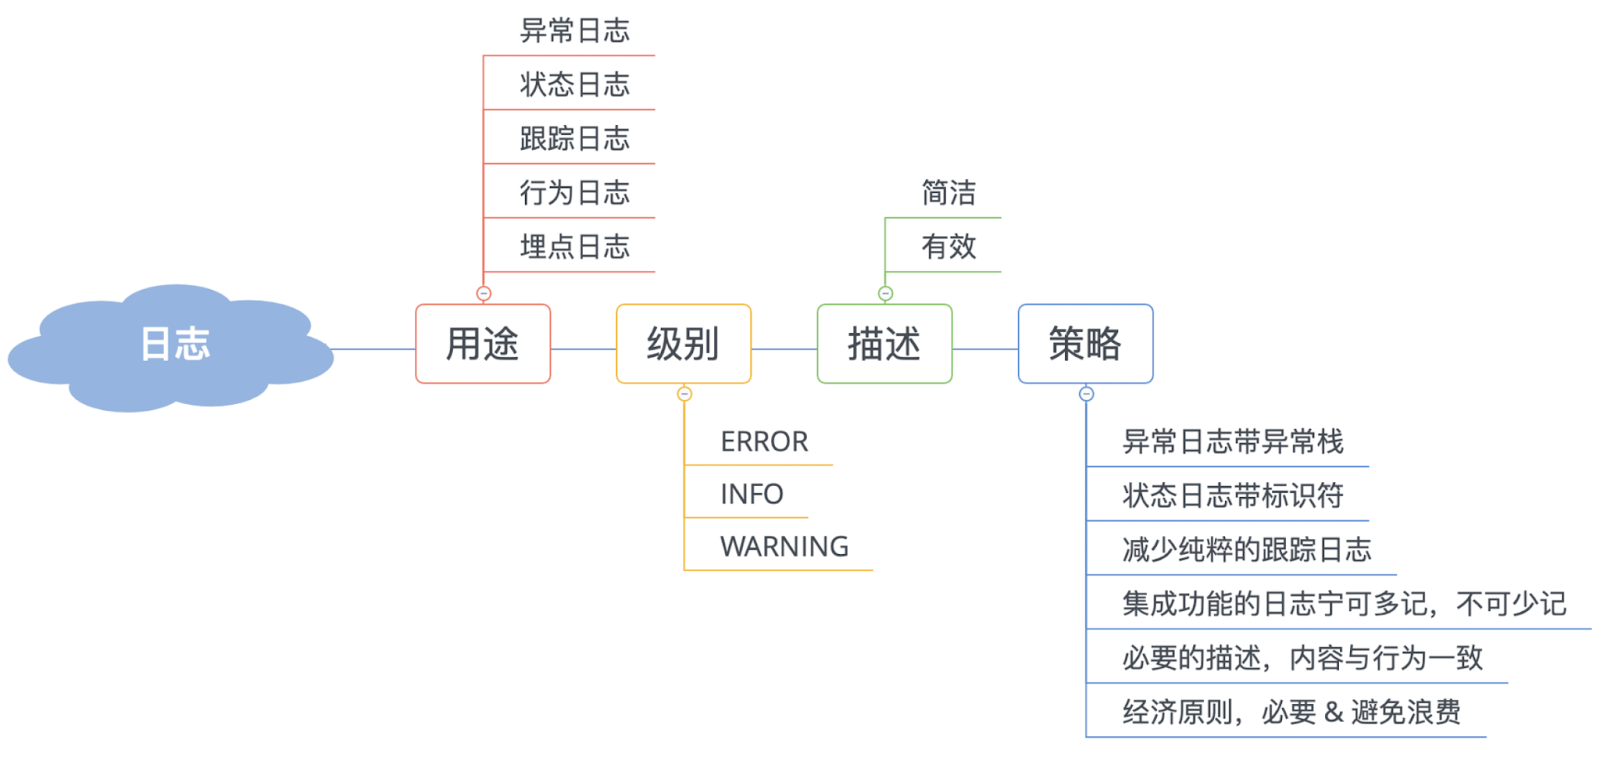 异常日志
状态日志
跟踪日志
行为日志
埋点日志
简洁
有效
日志
用途
级别
描述
策略
ERROR
INFO
WARNING
异常日志带异常栈
状态日志带标识符
减少纯粹的跟踪日志
集成功能的日志宁可多记，不可少记
必要的描述，内容与行为一致
经济原则，必要 & 避免浪费